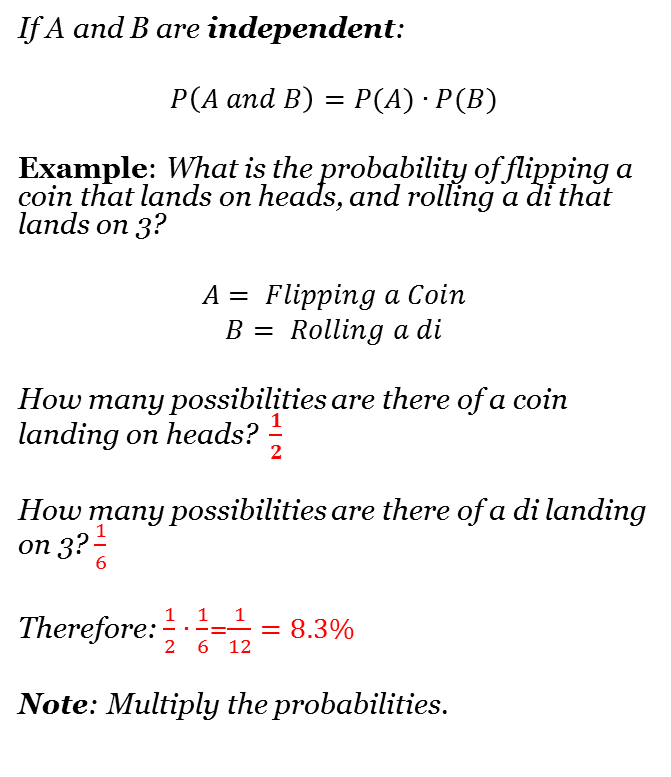 If A and B are independent:
P(A and B) = P(A) · P(B)
Example: What is the probability of flipping a
coin that lands on heads, and rolling a di that
lands on 3?
A = Flipping a Coin
B = Rolling a di
How many possibilities are there of a coin
landing on heads? 1/2
How many possibilities are there of a di landing
on 3? 1/6
Therefore: 1/2 · 1/6 = 1/12 = 8.3%
Note: Multiply the probabilities.